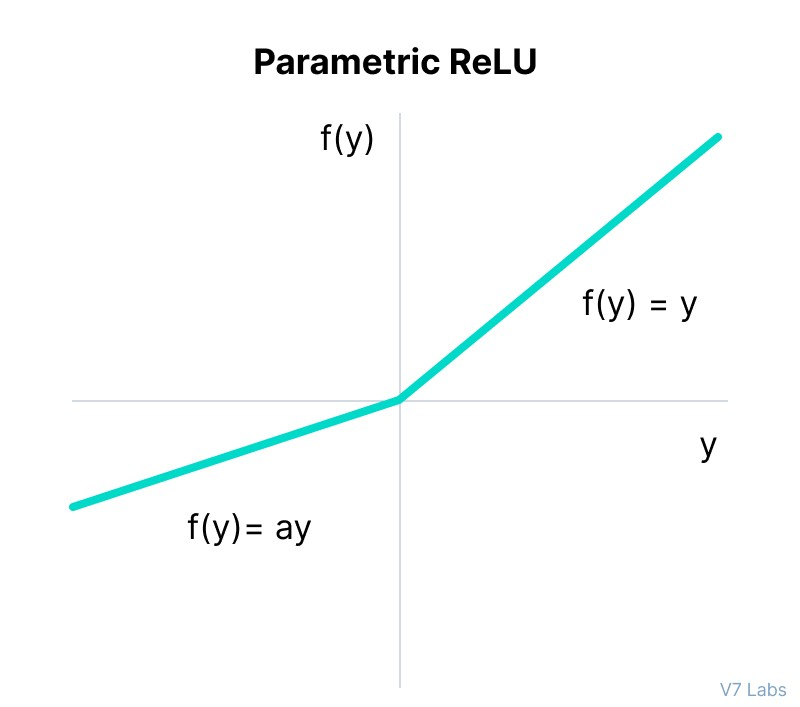 Parametric ReLU
f(y)
f(y) = y
y
f(y)= ay
V7 Labs